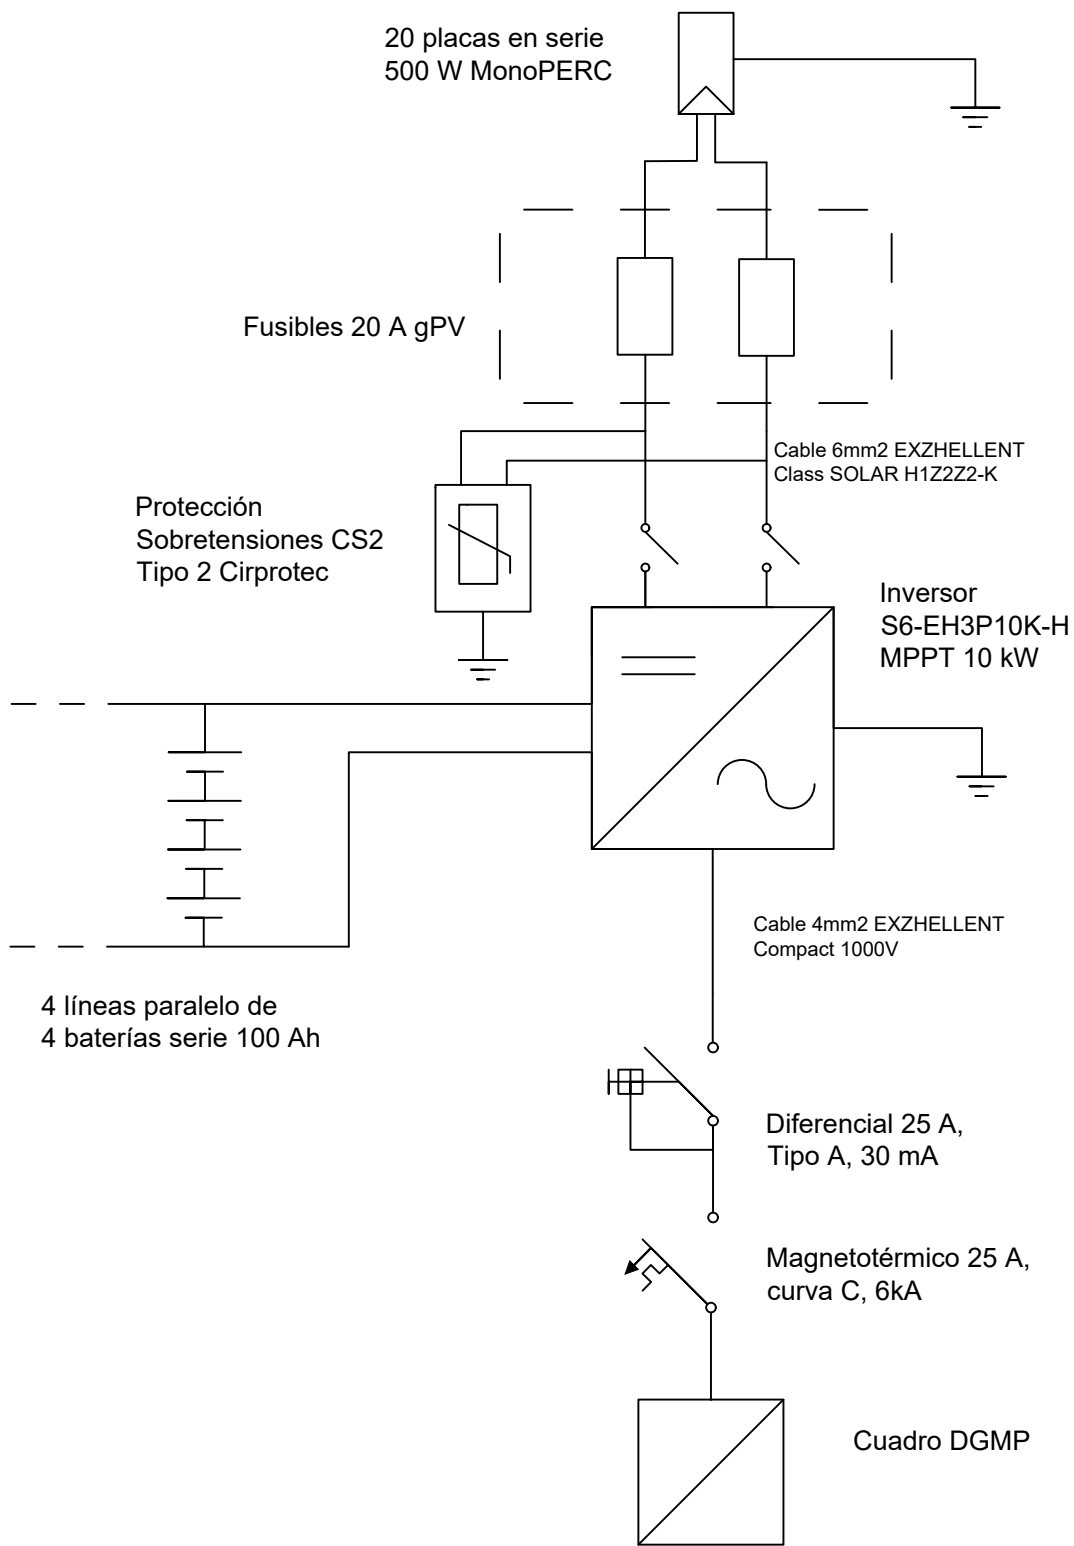 20 placas en serie
500 W MonoPERC
Fusibles 20 A gPV
Cable 6mm2 EXZHELLENT
Class SOLAR H1Z2Z2-K
Protección
Sobretensiones CS2
Tipo 2 Cirprotec
Inversor
S6-EH3P10K-H
MPPT 10 kW
Cable 4mm2 EXZHELLENT
Compact 1000V
4 líneas paralelo de
4 baterías serie 100 Ah
Diferencial 25 A,
Tipo A, 30 mA
Magnetotérmico 25 A,
curva C, 6kA
Cuadro DGMP